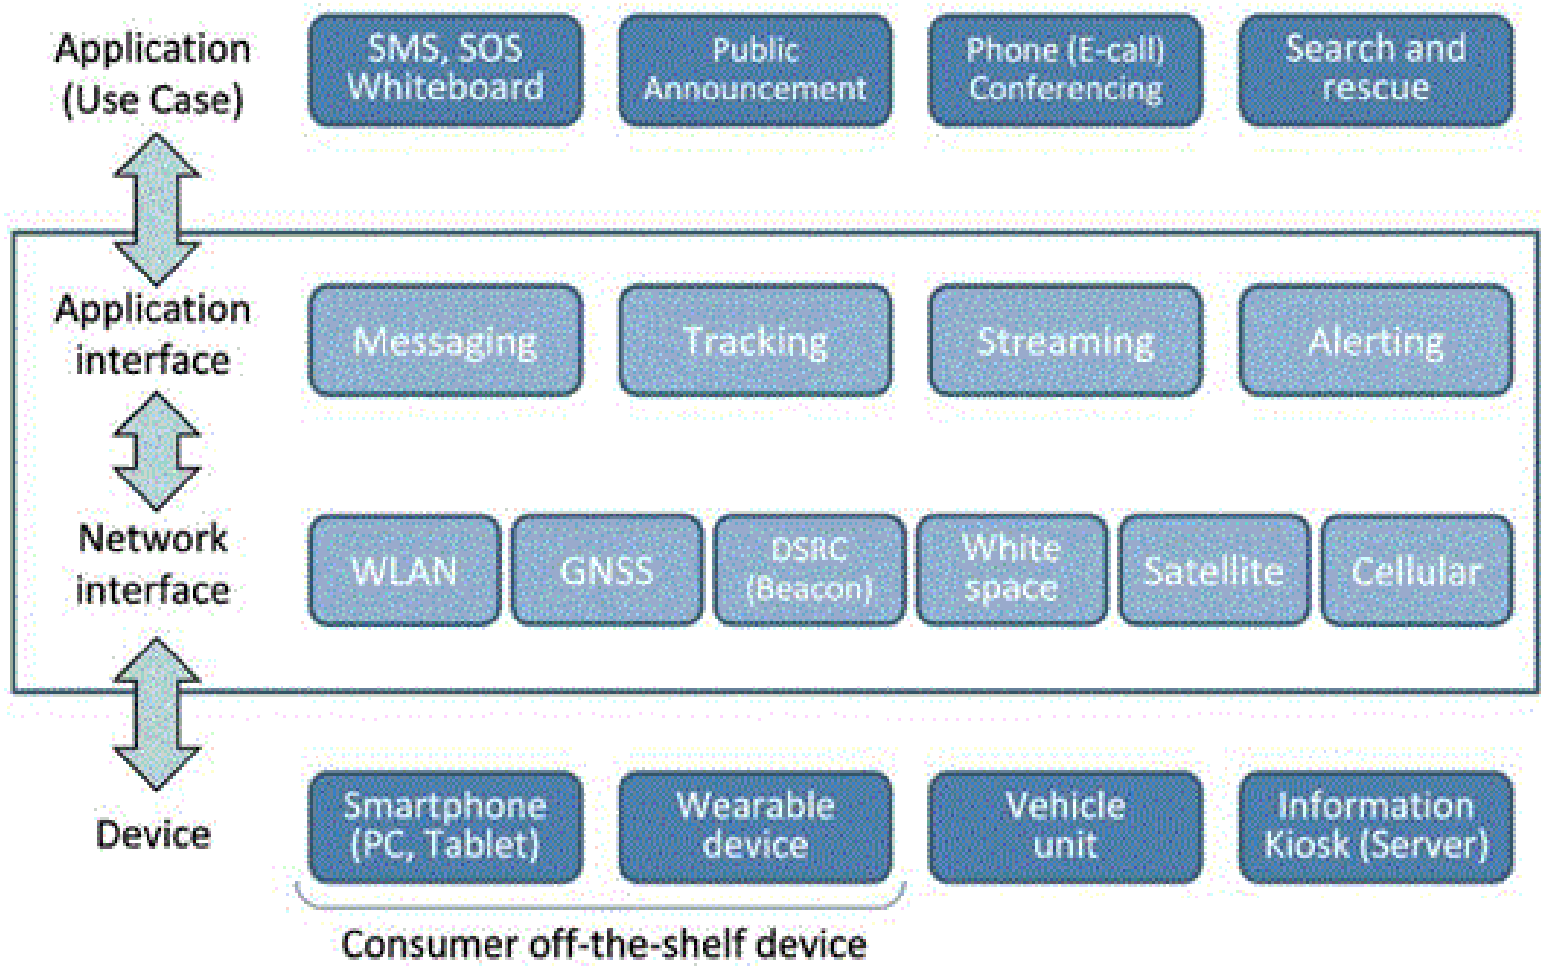 Application
(Use Case)
SMS, SOS
Whiteboard
Public
Announcement
Phone (E-call)
Conferencing
Search and
rescue
Application
interface
Messaging
Tracking
Streaming
Alerting
Network
interface
WLAN
GNSS
DSRC
(Beacon)
White
space
Satellite
Cellular
Device
Smartphone
(PC, Tablet)
Wearable
device
Vehicle
unit
Information
Kiosk (Server)
Consumer off-the-shelf device